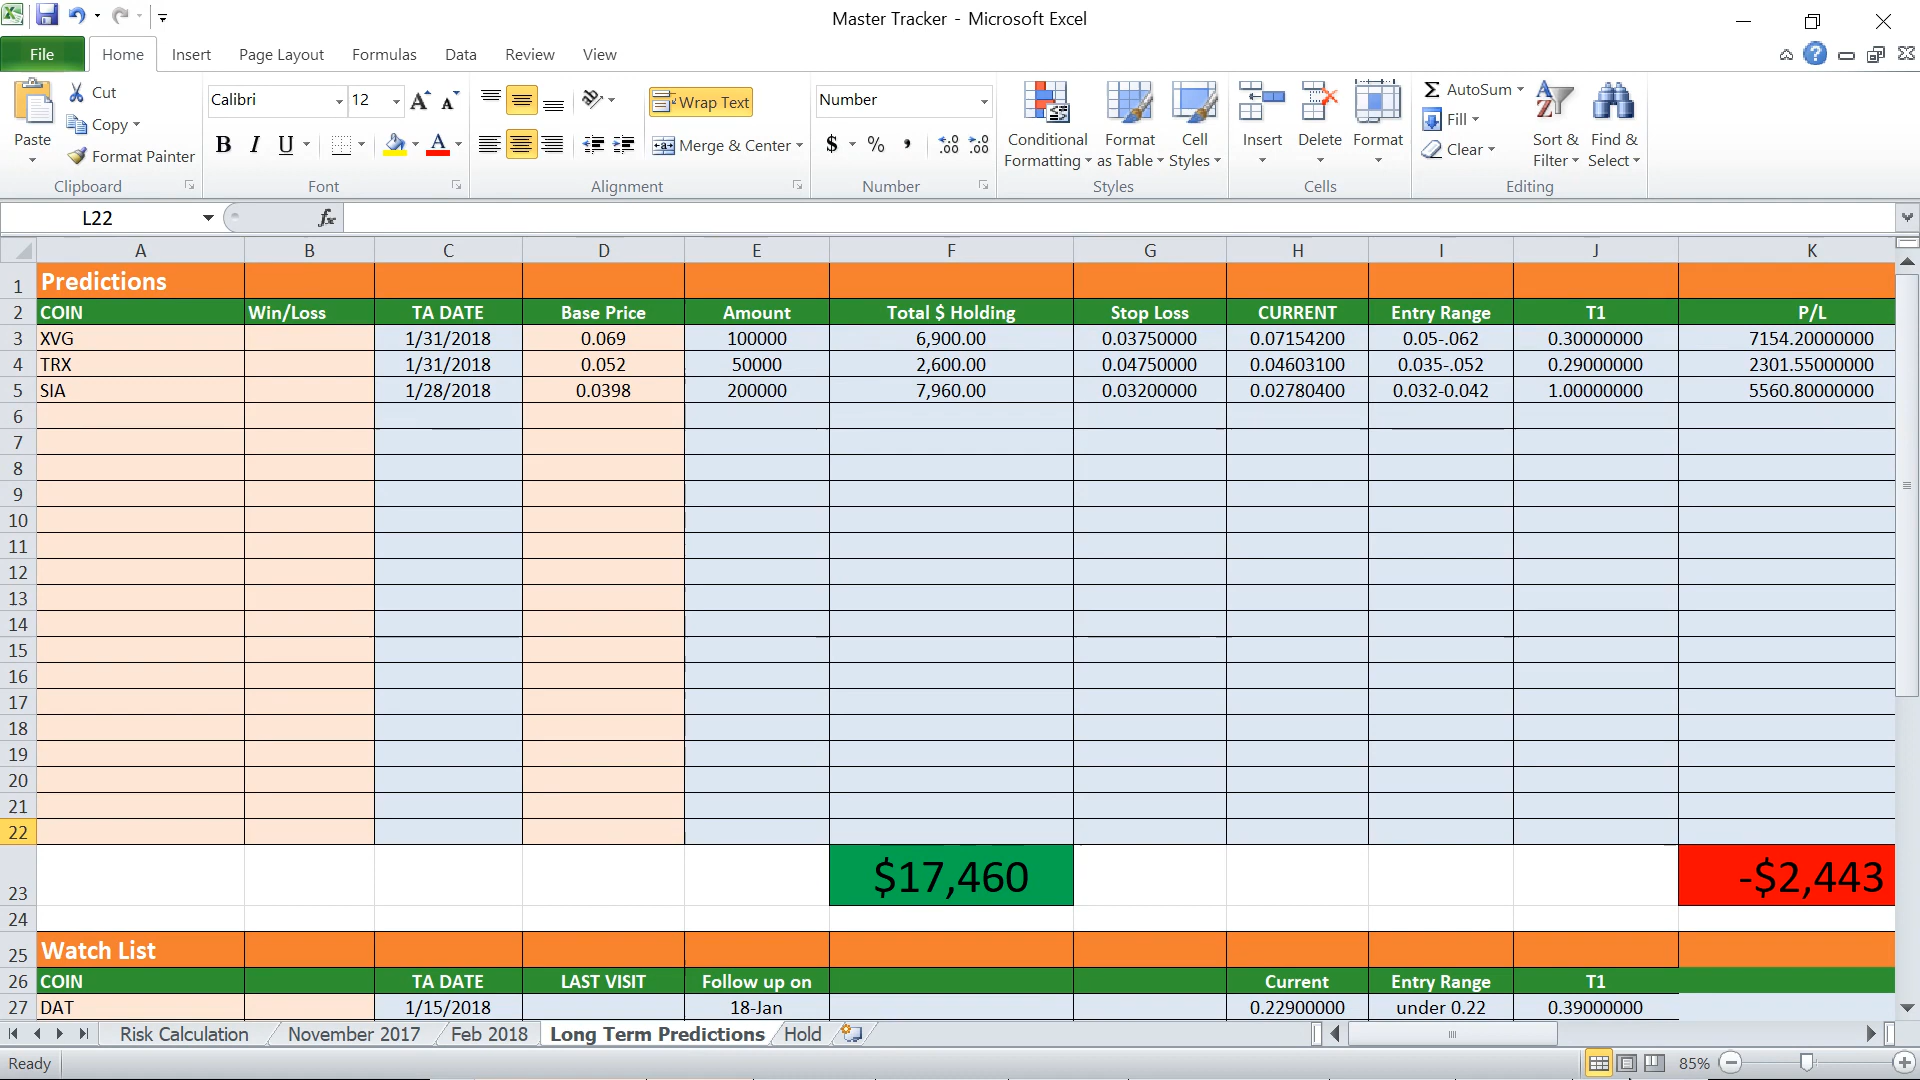 Master Tracker - Microsoft Excel
File Home Insert Page Layout Formulas Data Review View
Paste
Cut
Copy
Format Painter
Clipboard
Calibri 12
B I U A
Font
Wrap Text
Merge & Center
Alignment
Number
$ % ,
Number
Conditional Formatting
Format as Table
Cell Styles
Styles
Insert
Delete
Format
Cells
Σ AutoSum
Fill
Clear
Sort & Filter
Find & Select
Editing
L22 fx
A B C D E F G H I J K
1 Predictions
2 COIN Win/Loss TA DATE Base Price Amount Total $ Holding Stop Loss CURRENT Entry Range T1 P/L
3 XVG 1/31/2018 0.069 100000 6,900.00 0.03750000 0.07154200 0.05-.062 0.30000000 7154.20000000
4 TRX 1/31/2018 0.052 50000 2,600.00 0.04750000 0.04603100 0.035-.052 0.29000000 2301.55000000
5 SIA 1/28/2018 0.0398 200000 7,960.00 0.03200000 0.02780400 0.032-0.042 1.00000000 5560.80000000
6
7
8
9
10
11
12
13
14
15
16
17
18
19
20
21
22
23 $17,460 -$2,443
24
25 Watch List
26 COIN TA DATE LAST VISIT Follow up on Current Entry Range T1
27 DAT 1/15/2018 18-Jan 0.22900000 under 0.22 0.39000000
Risk Calculation November 2017 Feb 2018 Long Term Predictions Hold
Ready 85%